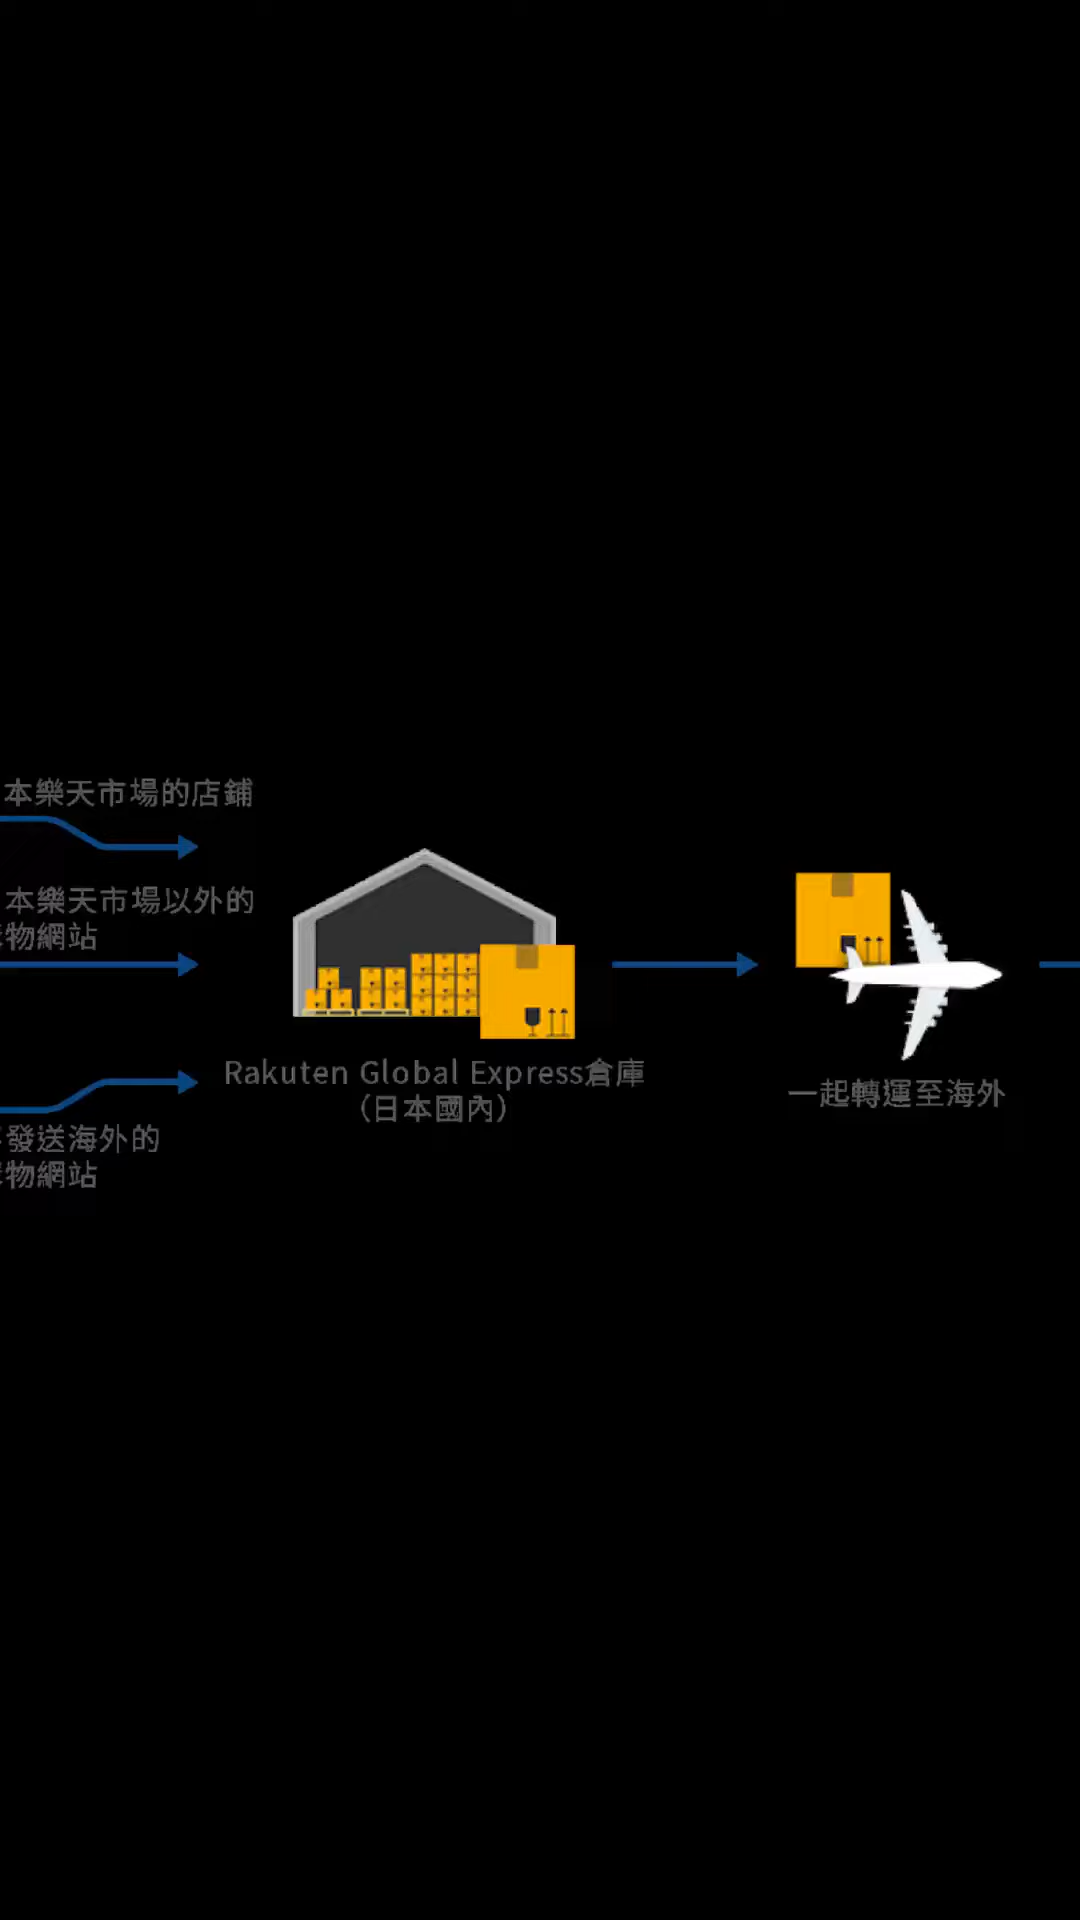 本樂天市場的店鋪
本樂天市場以外的
物網站
發送海外的
物網站
Rakuten Global Express倉庫
(日本國內)
一起轉運至海外